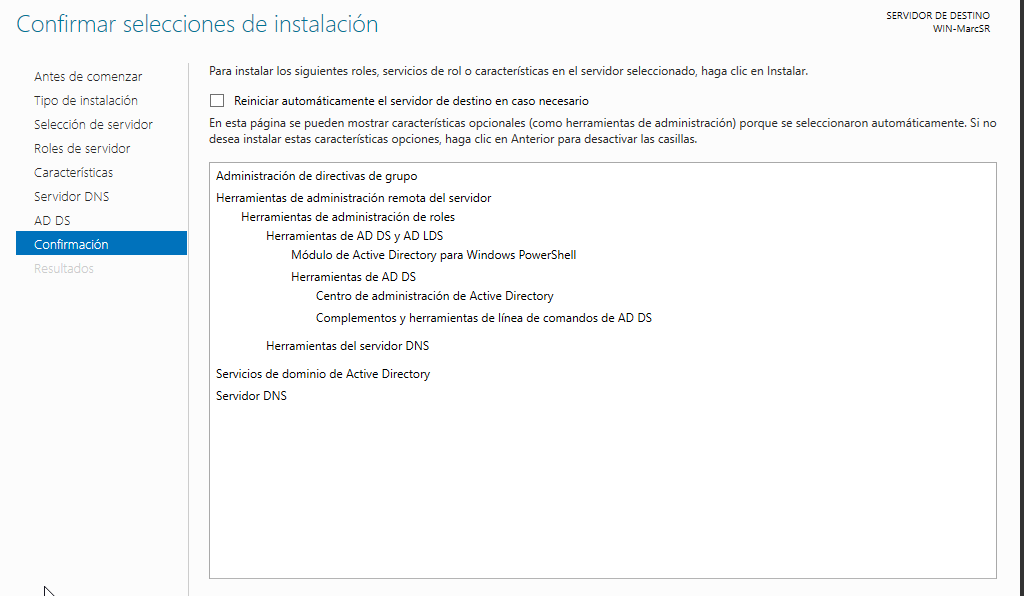 Confirmar selecciones de instalación
SERVIDOR DE DESTINO
WIN-MarcSR
Antes de comenzar
Tipo de instalación
Selección de servidor
Roles de servidor
Características
Servidor DNS
AD DS
Confirmación
Resultados
Para instalar los siguientes roles, servicios de rol o características en el servidor seleccionado, haga clic en Instalar.
Reiniciar automáticamente el servidor de destino en caso necesario
En esta página se pueden mostrar características opcionales (como herramientas de administración) porque se seleccionaron automáticamente. Si no
desea instalar estas características opciones, haga clic en Anterior para desactivar las casillas.
Administración de directivas de grupo
Herramientas de administración remota del servidor
Herramientas de administración de roles
Herramientas de AD DS y AD LDS
Módulo de Active Directory para Windows PowerShell
Herramientas de AD DS
Centro de administración de Active Directory
Complementos y herramientas de línea de comandos de AD DS
Herramientas del servidor DNS
Servicios de dominio de Active Directory
Servidor DNS